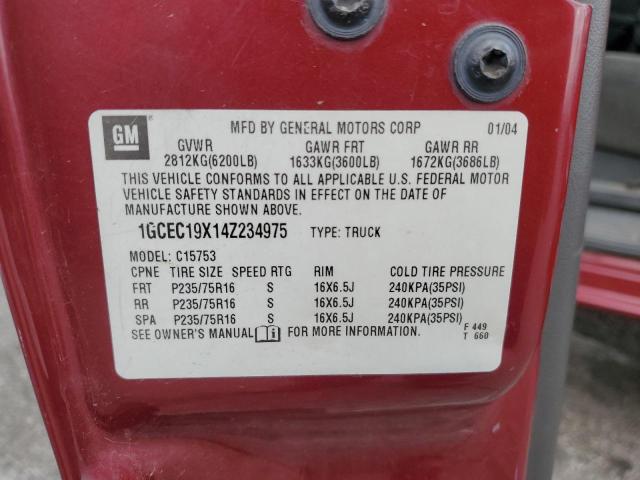 GM
MFD BY GENERAL MOTORS CORP 01/04
GVWR GAWR FRT GAWR RR
2812KG(6200LB) 1633KG(3600LB) 1672KG(3686LB)
THIS VEHICLE CONFORMS TO ALL APPLICABLE U.S. FEDERAL MOTOR
VEHICLE SAFETY STANDARDS IN EFFECT ON THE DATE OF
MANUFACTURE SHOWN ABOVE.
1GCEC19X14Z234975 TYPE: TRUCK
MODEL: C15753
CPNE TIRE SIZE SPEED RTG RIM COLD TIRE PRESSURE
FRT P235/75R16 S 16X6.5J 240KPA(35PSI)
RR P235/75R16 S 16X6.5J 240KPA(35PSI)
SPA P235/75R16 S 16X6.5J 240KPA(35PSI)
SEE OWNER'S MANUAL FOR MORE INFORMATION.
F 449
T 660